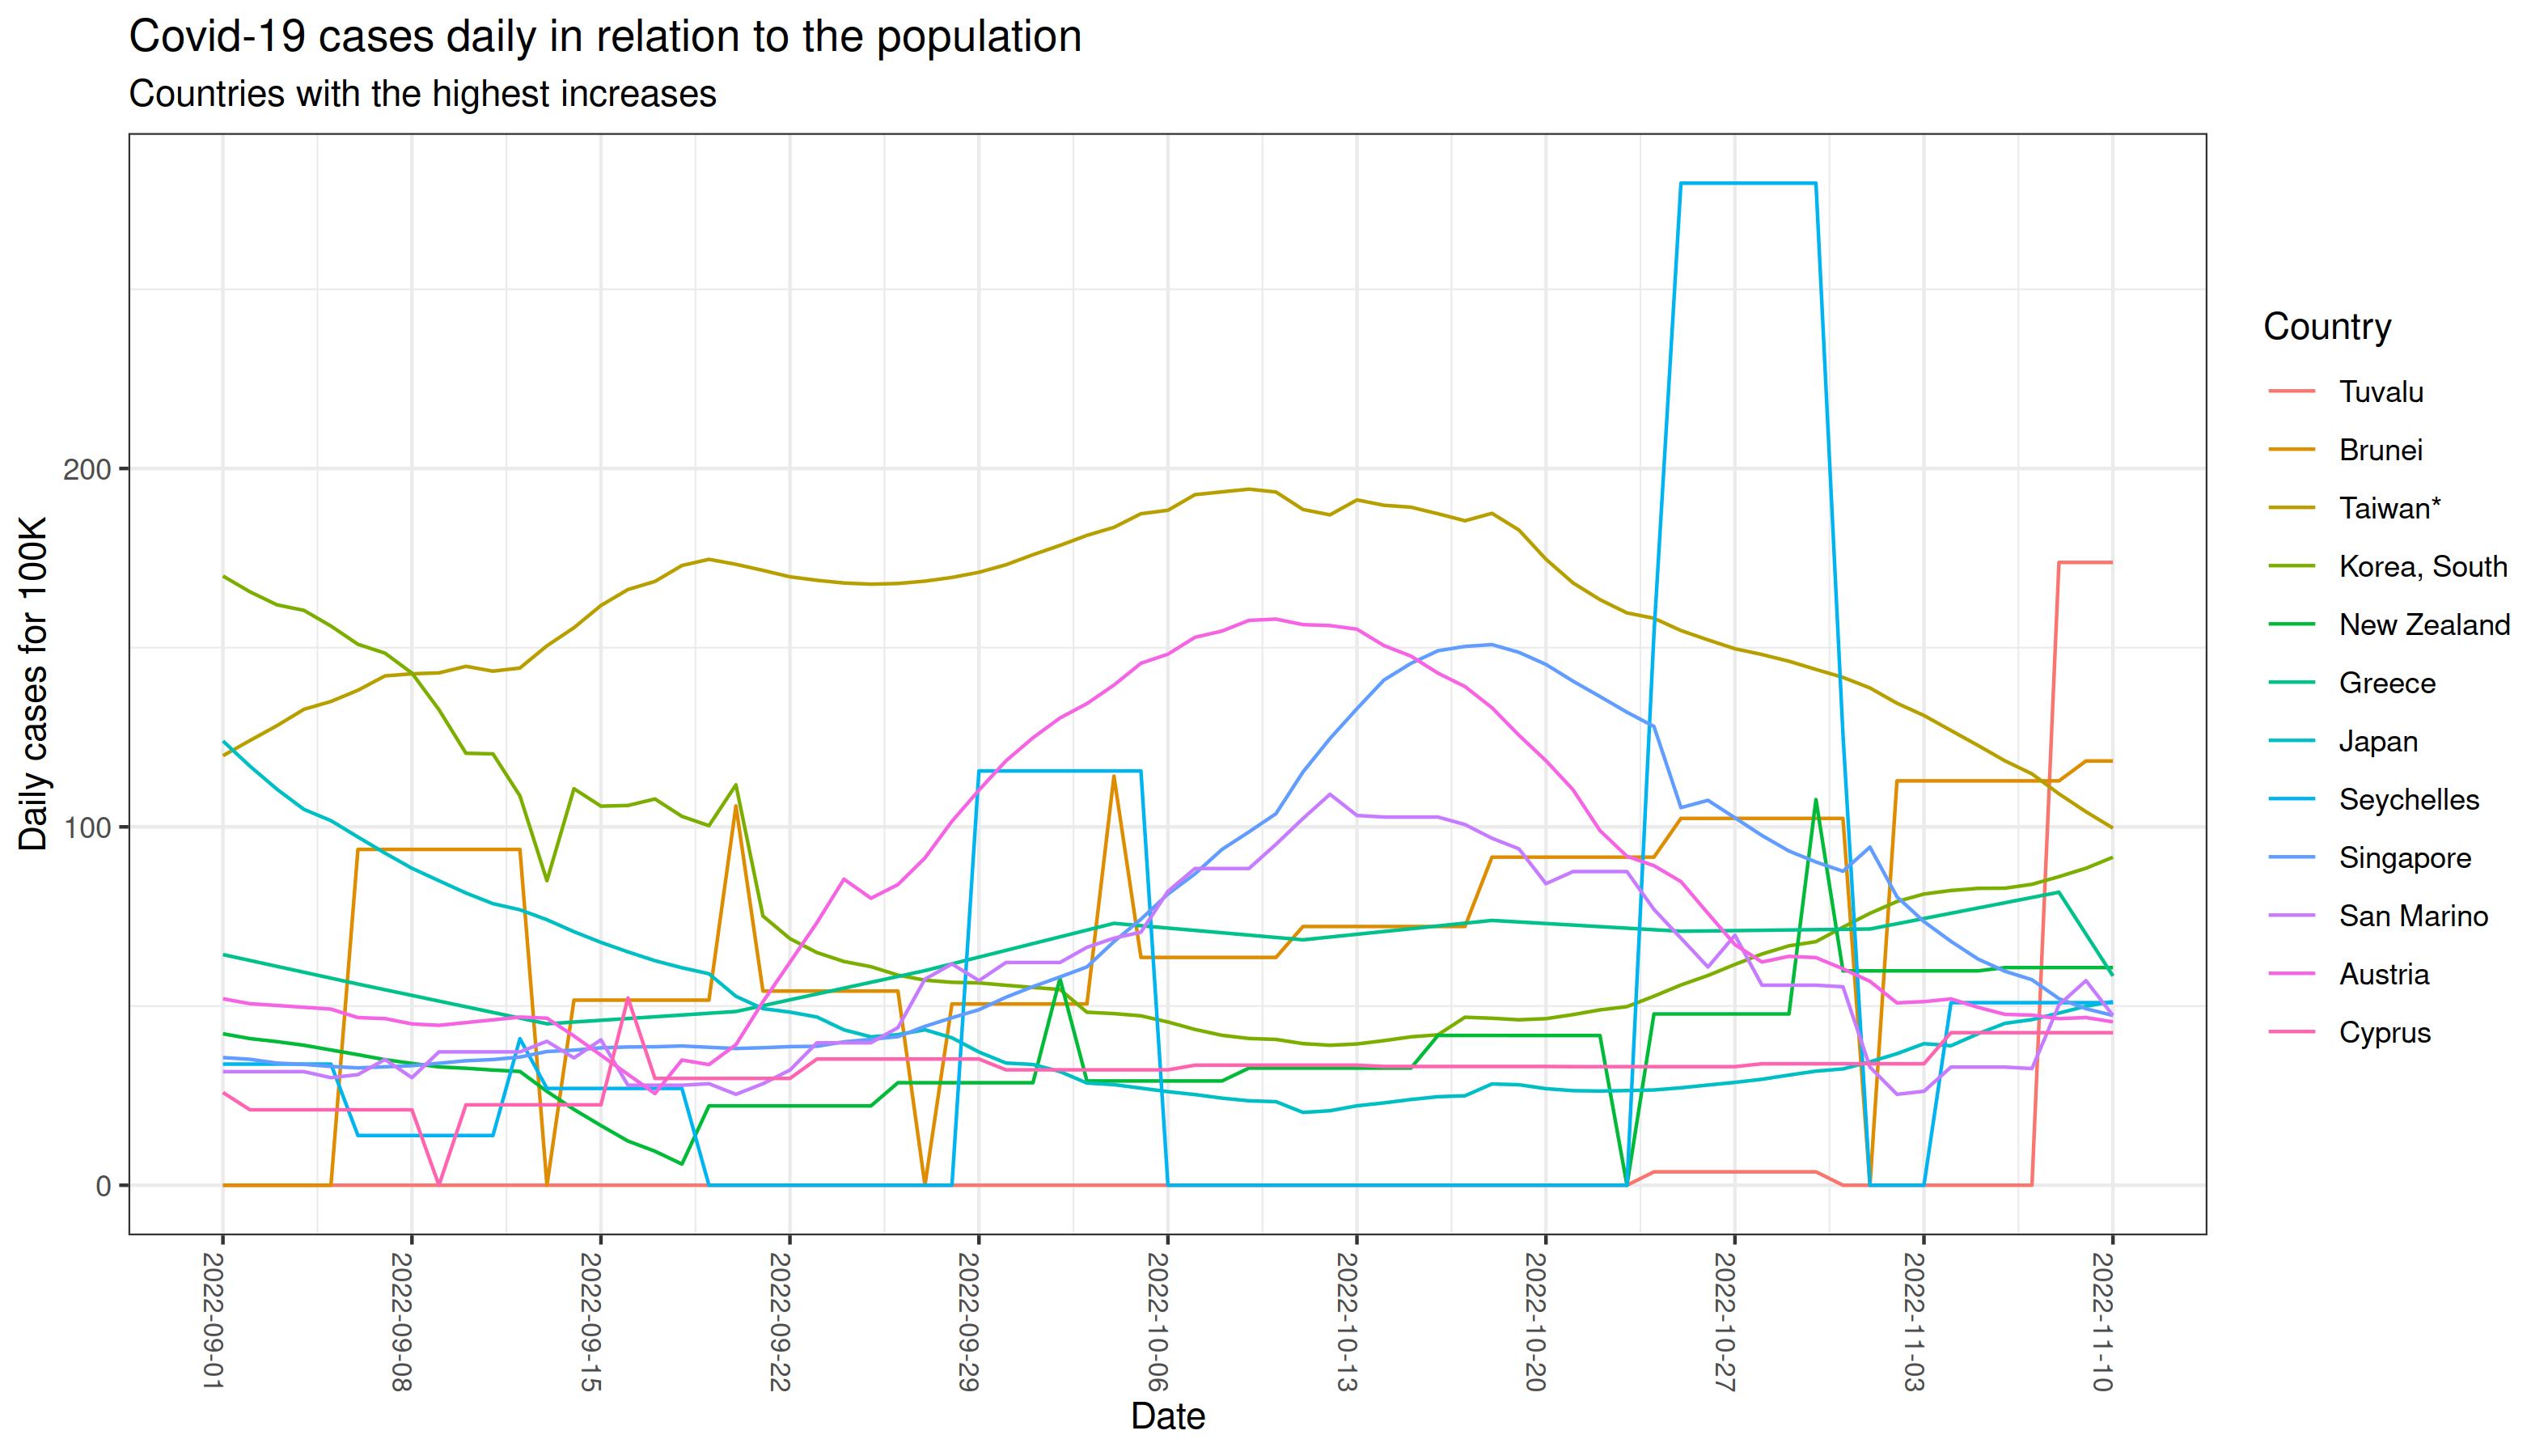 Covid-19 cases daily in relation to the population
Countries with the highest increases
Daily cases for 100K
200
100
0
2022-09-01
2022-09-08
2022-09-15
2022-09-22
2022-09-29
2022-10-06
2022-10-13
2022-10-20
2022-10-27
2022-11-03
2022-11-10
Date
Country
Tuvalu
Brunei
Taiwan*
Korea, South
New Zealand
Greece
Japan
Seychelles
Singapore
San Marino
Austria
Cyprus